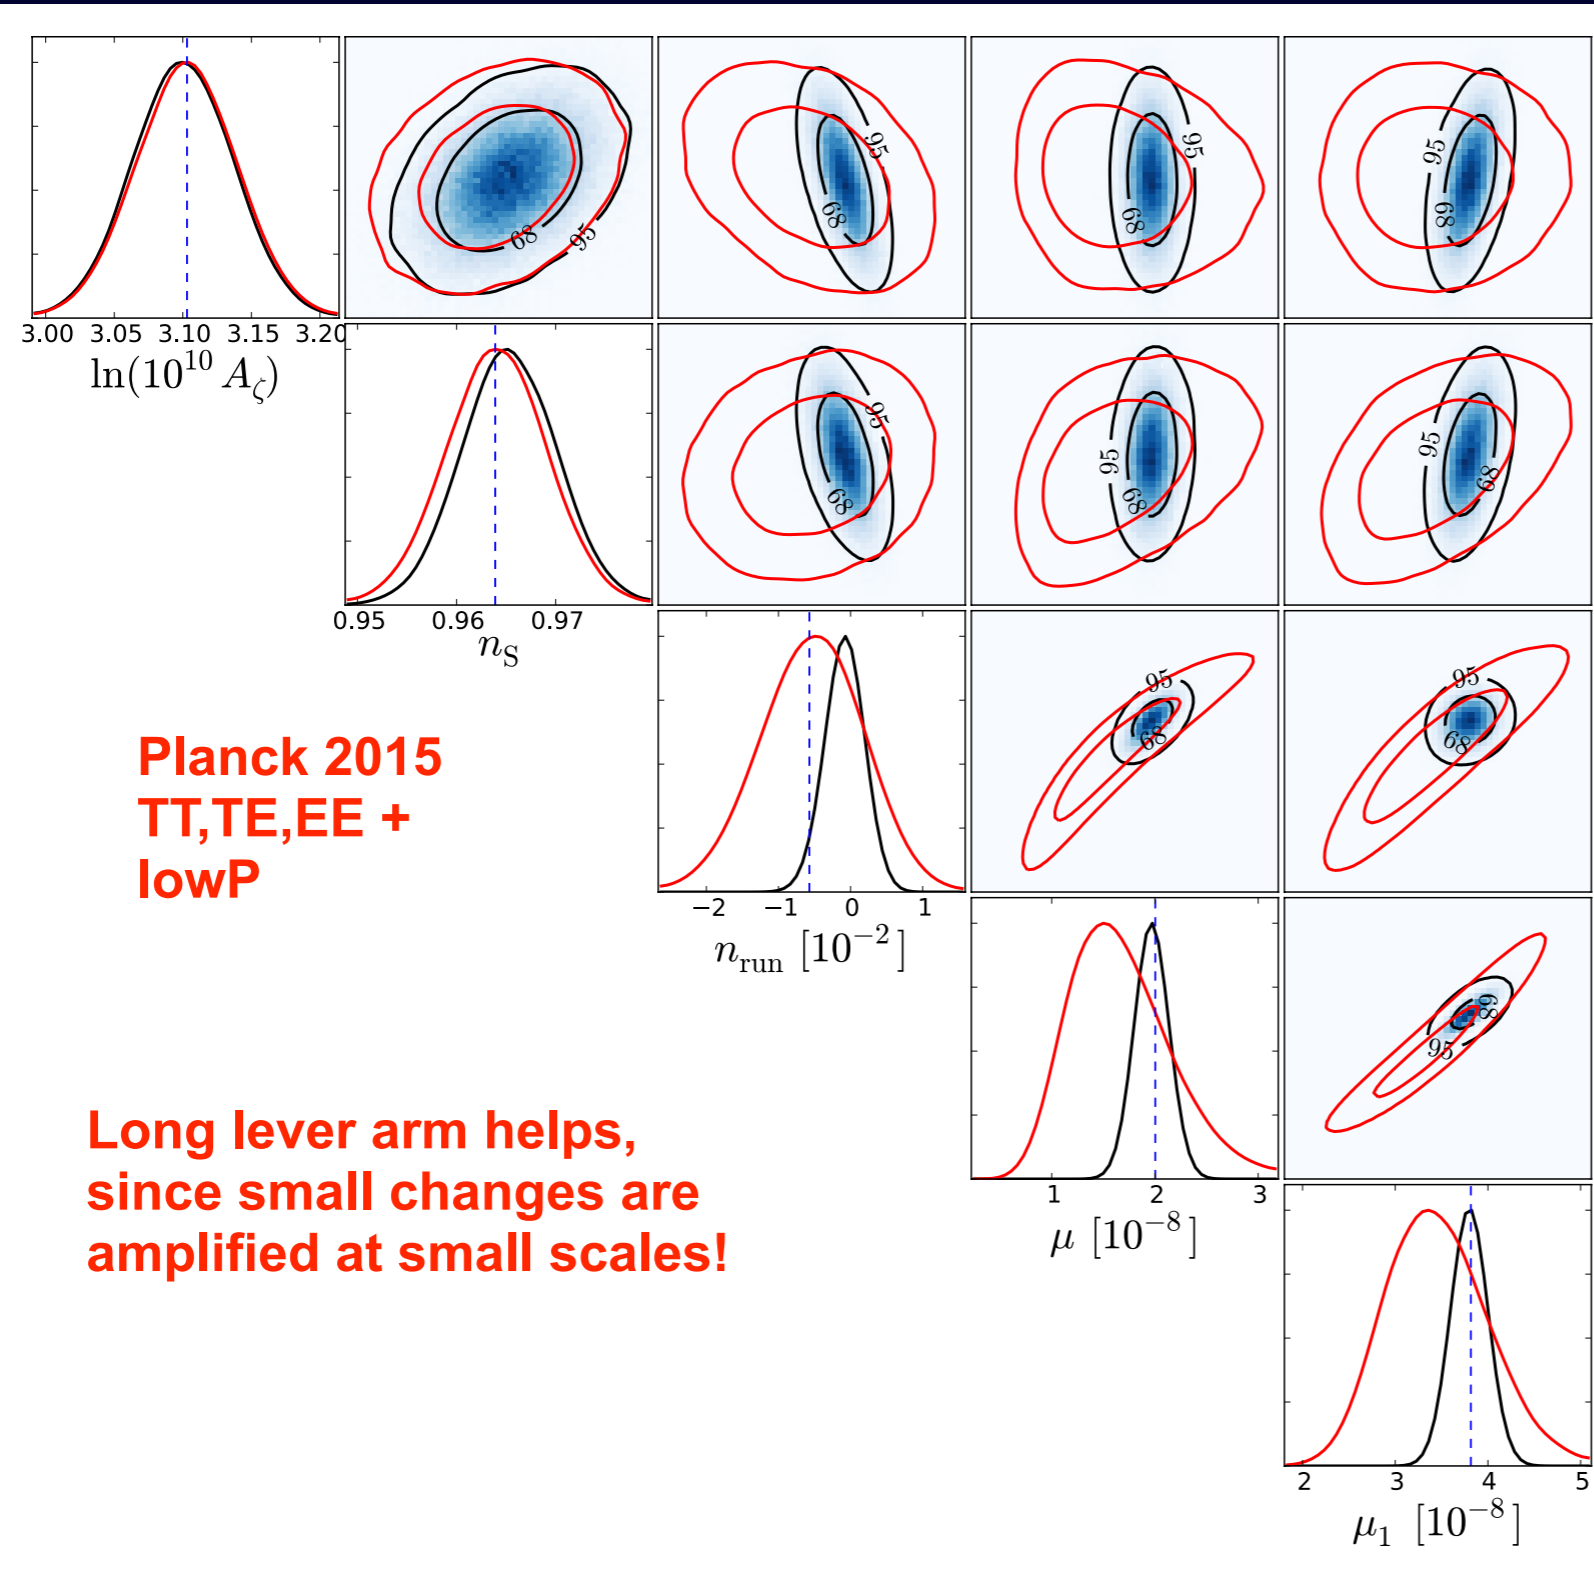 68
95
95
68
95
68
95
68
3.00 3.05 3.10 3.15 3.20
ln(10^{10} A_ζ)
95
68
95
68
95
68
0.95 0.96 0.97
n_S
95
68
95
68
Planck 2015
TT,TE,EE +
lowP
−2 −1 0 1
n_{run} [10^{−2}]
68
95
1 2 3
μ [10^{−8}]
Long lever arm helps,
since small changes are
amplified at small scales!
2 3 4 5
μ_1 [10^{−8}]